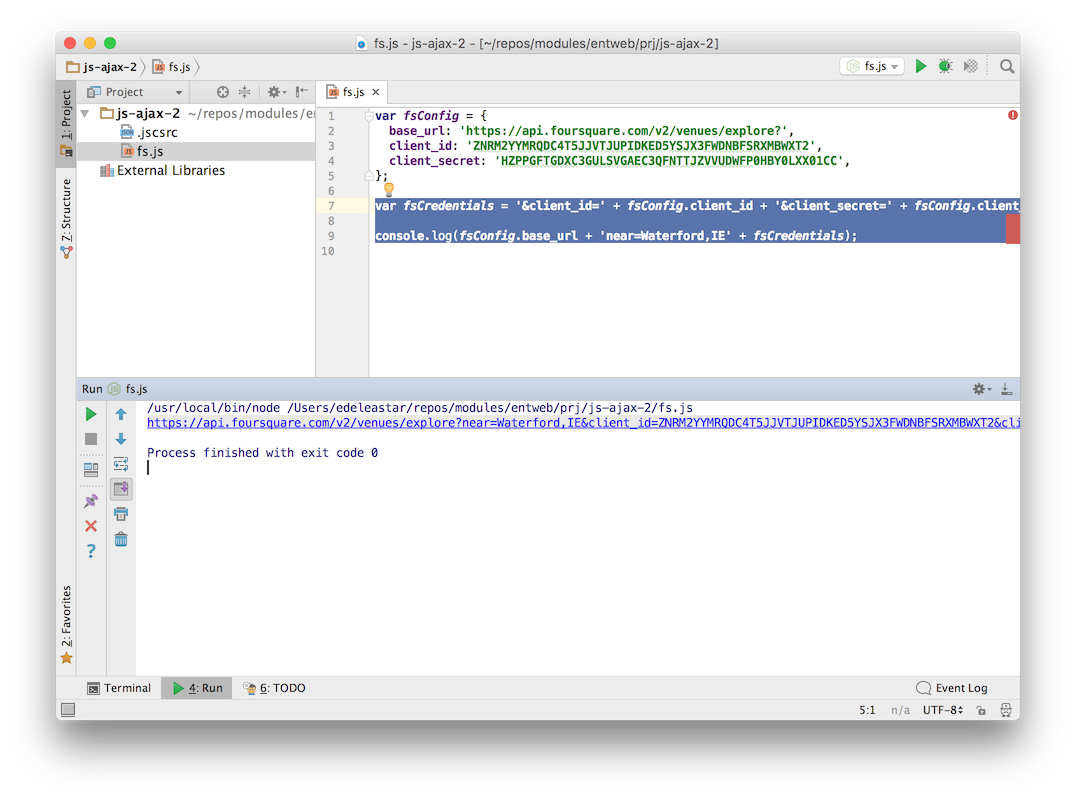 fs.js - js-ajax-2 - [~/repos/modules/entweb/prj/js-ajax-2]
js-ajax-2 fs.js
fs.js
1: Project
Z: Structure
2: Favorites
Project
js-ajax-2 ~/repos/modules/e
.jscsrc
fs.js
External Libraries
fs.js
1 var fsConfig = {
2 base_url: 'https://api.foursquare.com/v2/venues/explore?',
3 client_id: 'ZNRM2YYMRQDC4T5JJVTJUPIDKED5YSJX3FWDNBFSRXMBWXT2',
4 client_secret: 'HZPPGFTGDXC3GULSVGAEC3QFNTTJZVVUDWFP0HBY0LXX01CC',
5 };
6
7 var fsCredentials = '&client_id=' + fsConfig.client_id + '&client_secret=' + fsConfig.client_
8
9 console.log(fsConfig.base_url + 'near=Waterford,IE' + fsCredentials);
10
Run fs.js
/usr/local/bin/node /Users/edeleastar/repos/modules/entweb/prj/js-ajax-2/fs.js
https://api.foursquare.com/v2/venues/explore?near=Waterford,IE&client_id=ZNRM2YYMRQDC4T5JJVTJUPIDKED5YSJX3FWDNBFSRXMBWXT2&cli
Process finished with exit code 0
Terminal 4: Run 6: TODO Event Log
5:1 n/a UTF-8